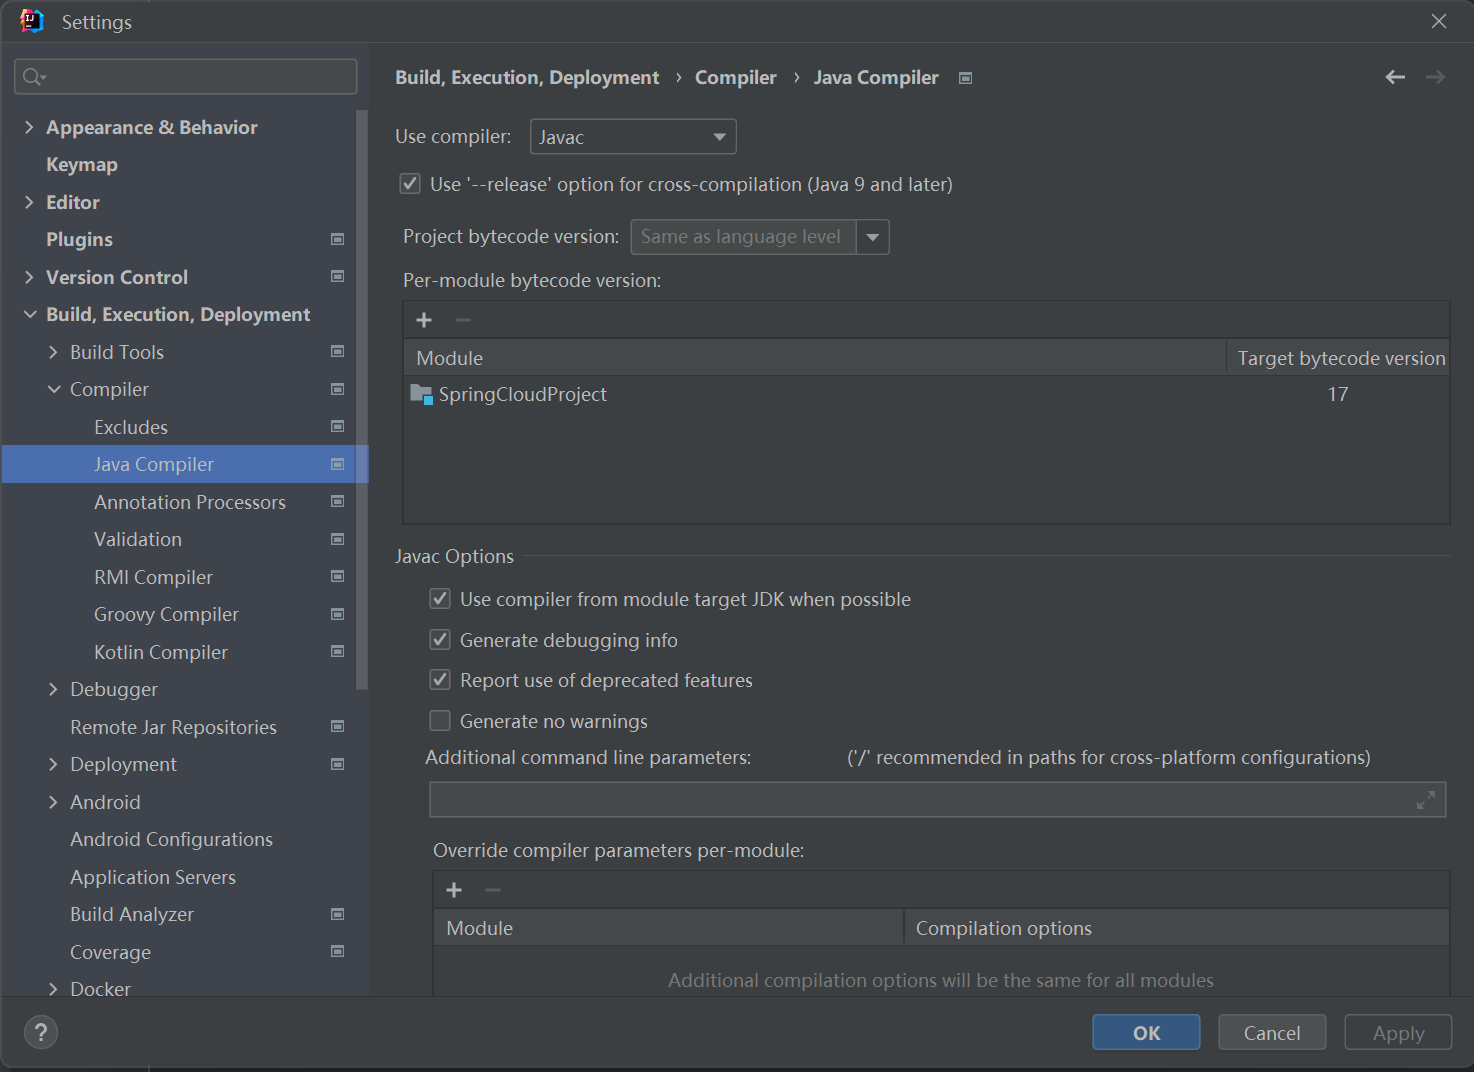 Settings
Appearance & Behavior
Keymap
Editor
Plugins
Version Control
Build, Execution, Deployment
Build Tools
Compiler
Excludes
Java Compiler
Annotation Processors
Validation
RMI Compiler
Groovy Compiler
Kotlin Compiler
Debugger
Remote Jar Repositories
Deployment
Android
Android Configurations
Application Servers
Build Analyzer
Coverage
Docker
Build, Execution, Deployment › Compiler › Java Compiler
Use compiler: Javac
Use '--release' option for cross-compilation (Java 9 and later)
Project bytecode version: Same as language level
Per-module bytecode version:
Module Target bytecode version
SpringCloudProject 17
Javac Options
Use compiler from module target JDK when possible
Generate debugging info
Report use of deprecated features
Generate no warnings
Additional command line parameters: ('/' recommended in paths for cross-platform configurations)
Override compiler parameters per-module:
Module Compilation options
Additional compilation options will be the same for all modules
? OK Cancel Apply